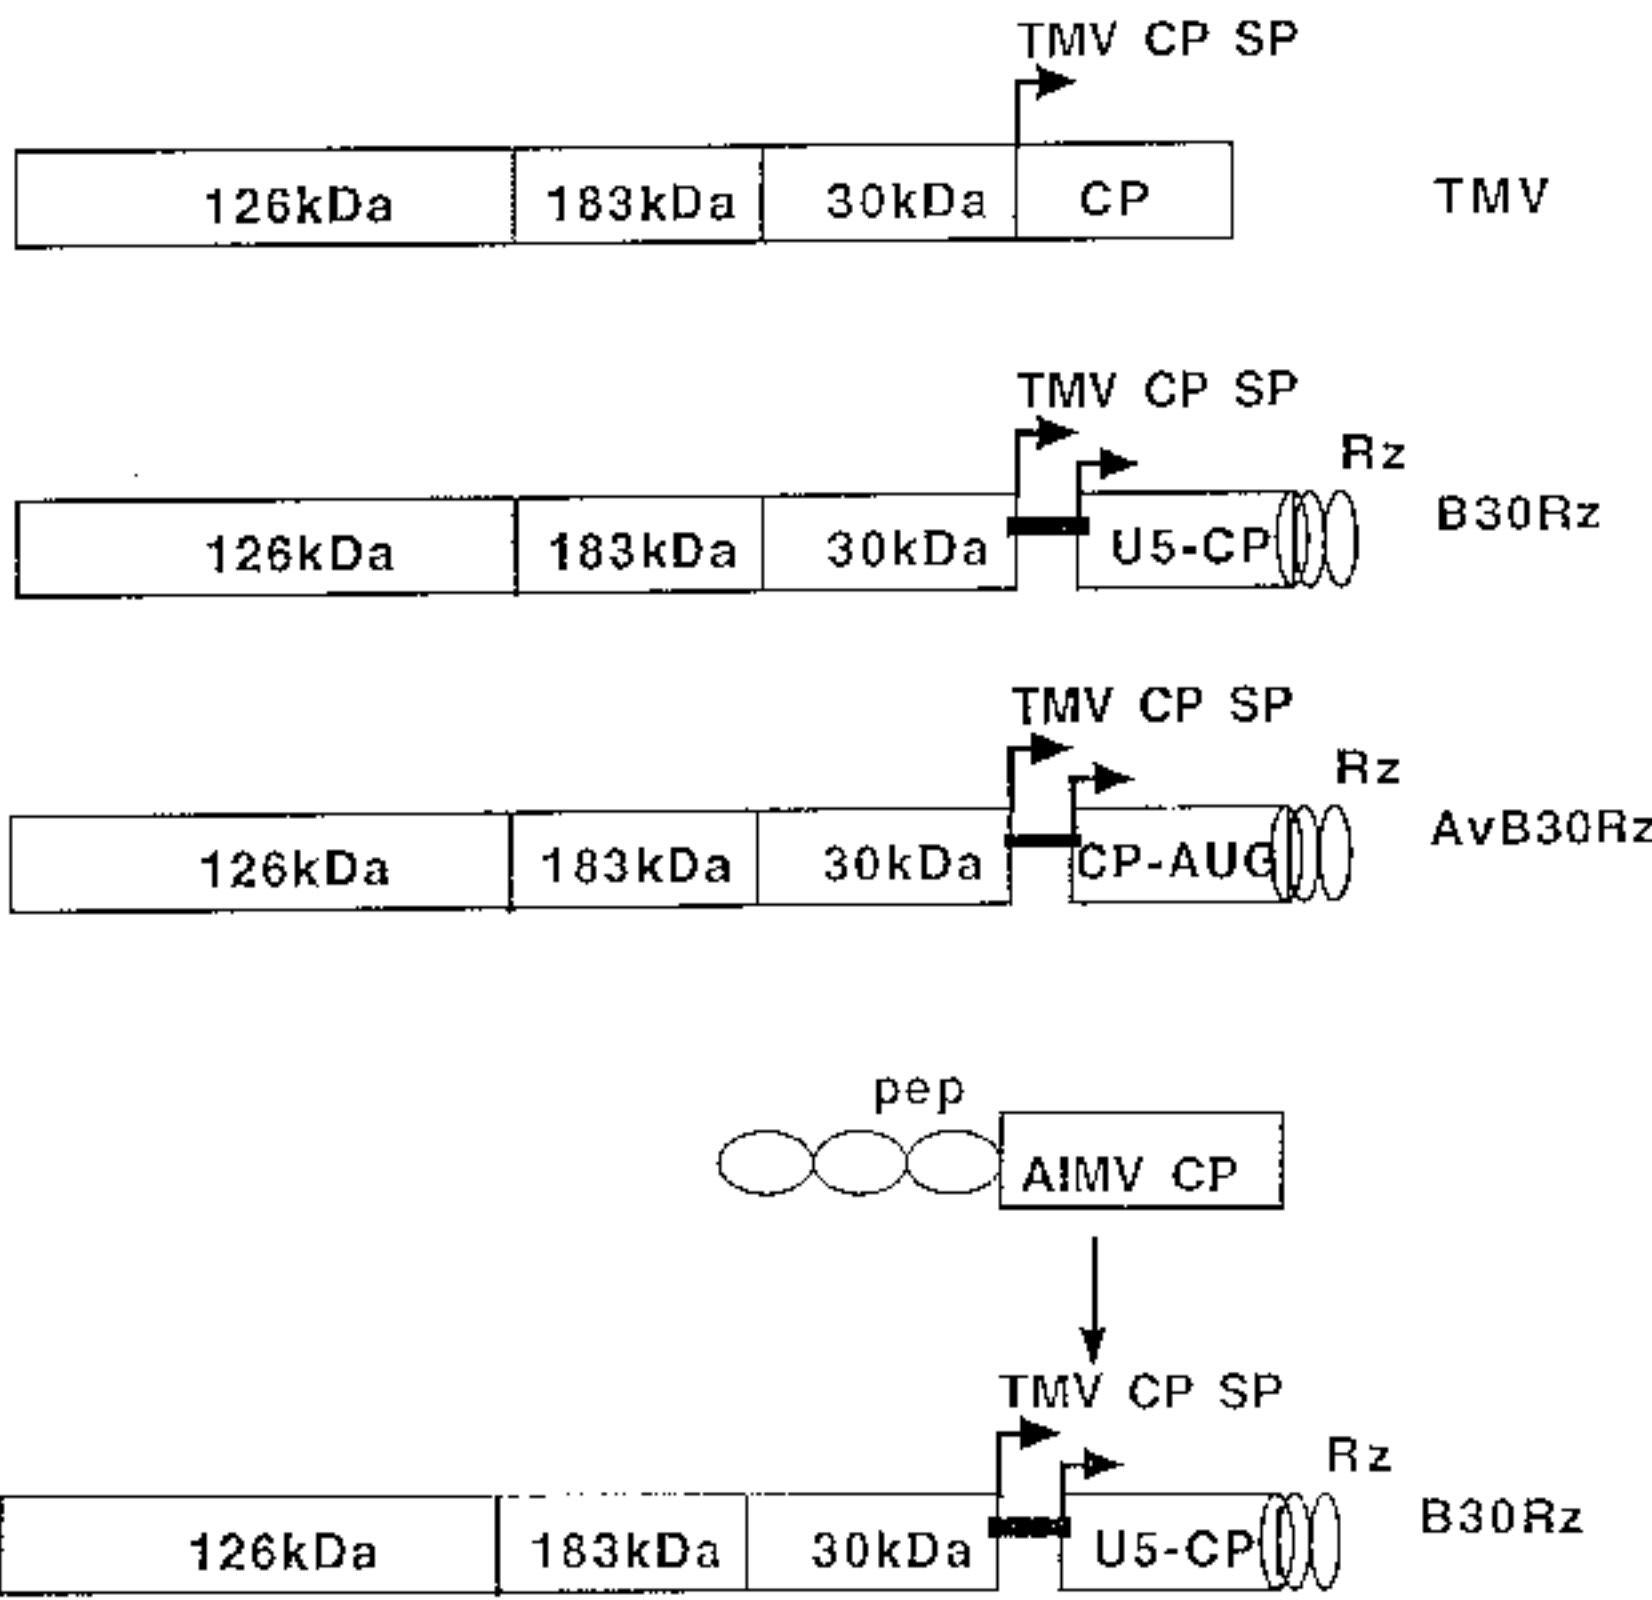 TMV CP SP
126kDa 183kDa 30kDa CP TMV
TMV CP SP
Rz
126kDa 183kDa 30kDa U5-CP B30Rz
TMV CP SP
Rz
126kDa 183kDa 30kDa CP-AUG AvB30Rz
pep
AlMV CP
TMV CP SP
Rz
126kDa 183kDa 30kDa U5-CP B30Rz